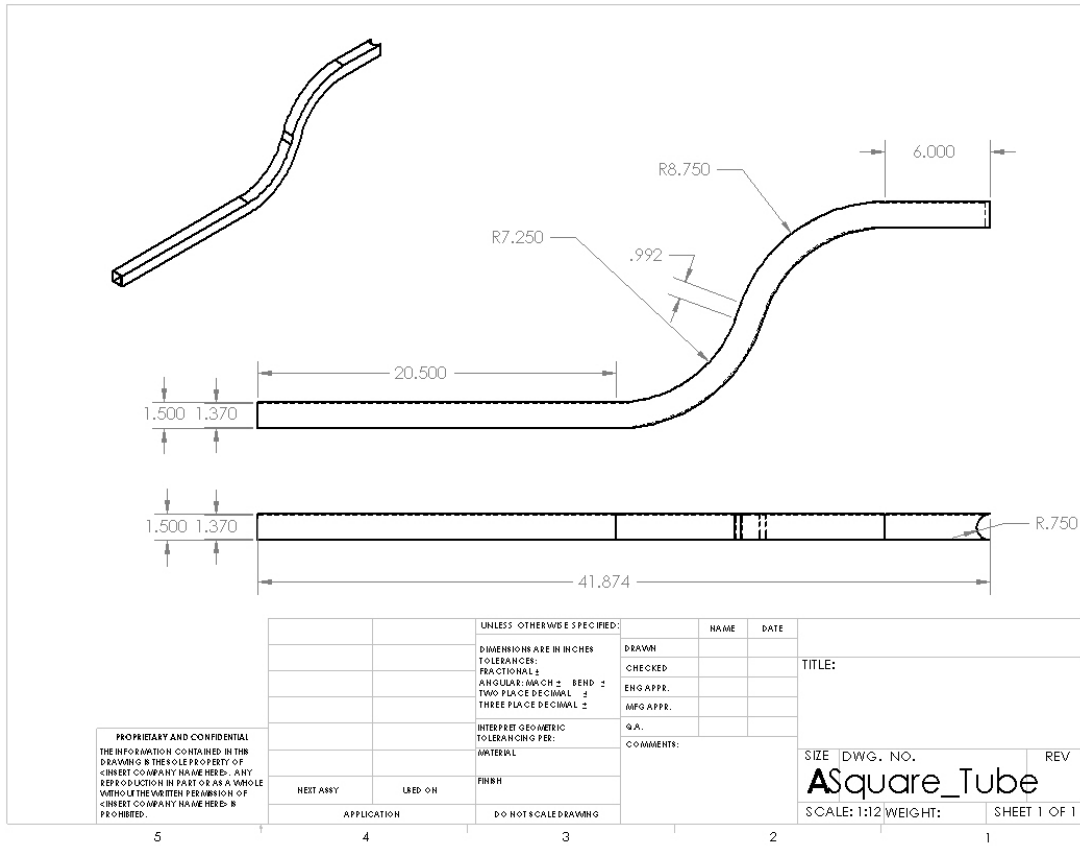 6.000
R8.750
R7.250
.992
20.500
1.500 1.370
1.500 1.370
R.750
41.874
UNLESS OTHERWISE SPECIFIED:
DIMENSIONS ARE IN INCHES
TOLERANCES:
FRACTIONAL ±
ANGULAR: MACH ± BEND ±
TWO PLACE DECIMAL ±
THREE PLACE DECIMAL ±
INTERPRET GEOMETRIC
TOLERANCING PER:
MATERIAL
FINISH
DO NOT SCALE DRAWING
NAME DATE
DRAWN
CHECKED
ENG APPR.
MFG APPR.
Q.A.
COMMENTS:
TITLE:
SIZE DWG. NO. REV
A Square_Tube
SCALE: 1:12 WEIGHT: SHEET 1 OF 1
PROPRIETARY AND CONFIDENTIAL
THE INFORMATION CONTAINED IN THIS
DRAWING IS THE SOLE PROPERTY OF
<INSERT COMPANY NAME HERE>. ANY
REPRODUCTION IN PART OR AS A WHOLE
WITHOUT THE WRITTEN PERMISSION OF
<INSERT COMPANY NAME HERE> IS
PROHIBITED.
NEXT ASSY USED ON
APPLICATION
5 4 3 2 1